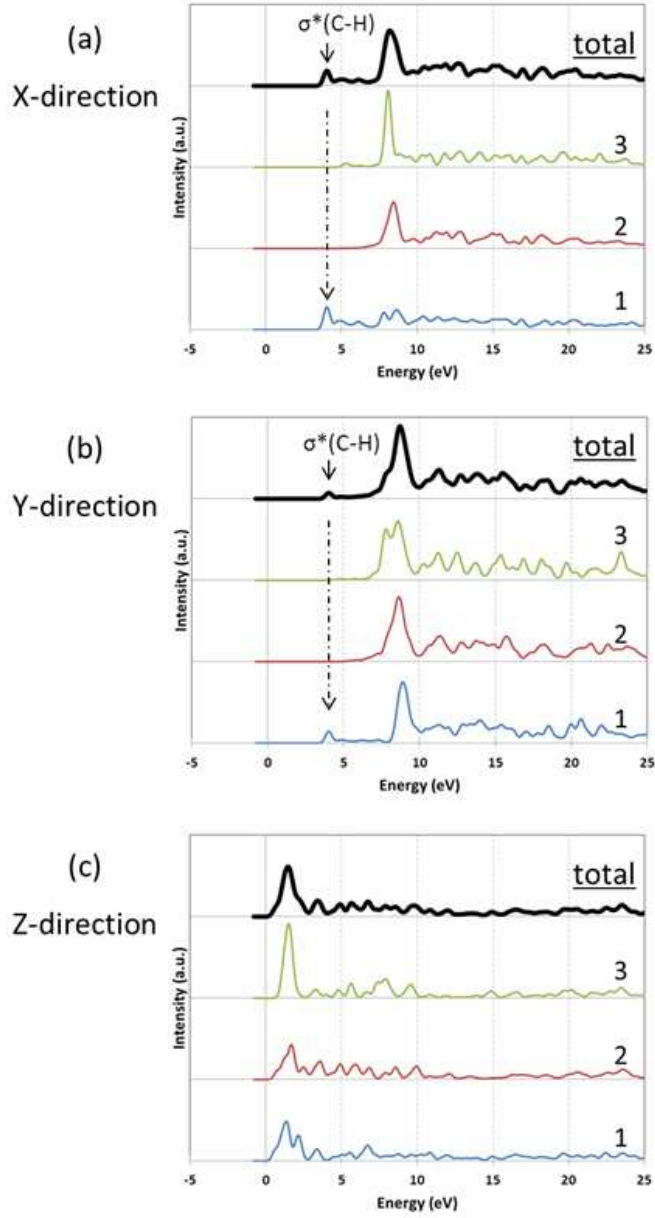 (a)
X-direction
σ*(C-H)
total
3
2
1
Intensity (a.u.)
-5 0 5 10 15 20 25
Energy (eV)
(b)
Y-direction
σ*(C-H)
total
3
2
1
Intensity (a.u.)
-5 0 5 10 15 20 25
Energy (eV)
(c)
Z-direction
total
3
2
1
Intensity (a.u.)
-5 0 5 10 15 20 25
Energy (eV)